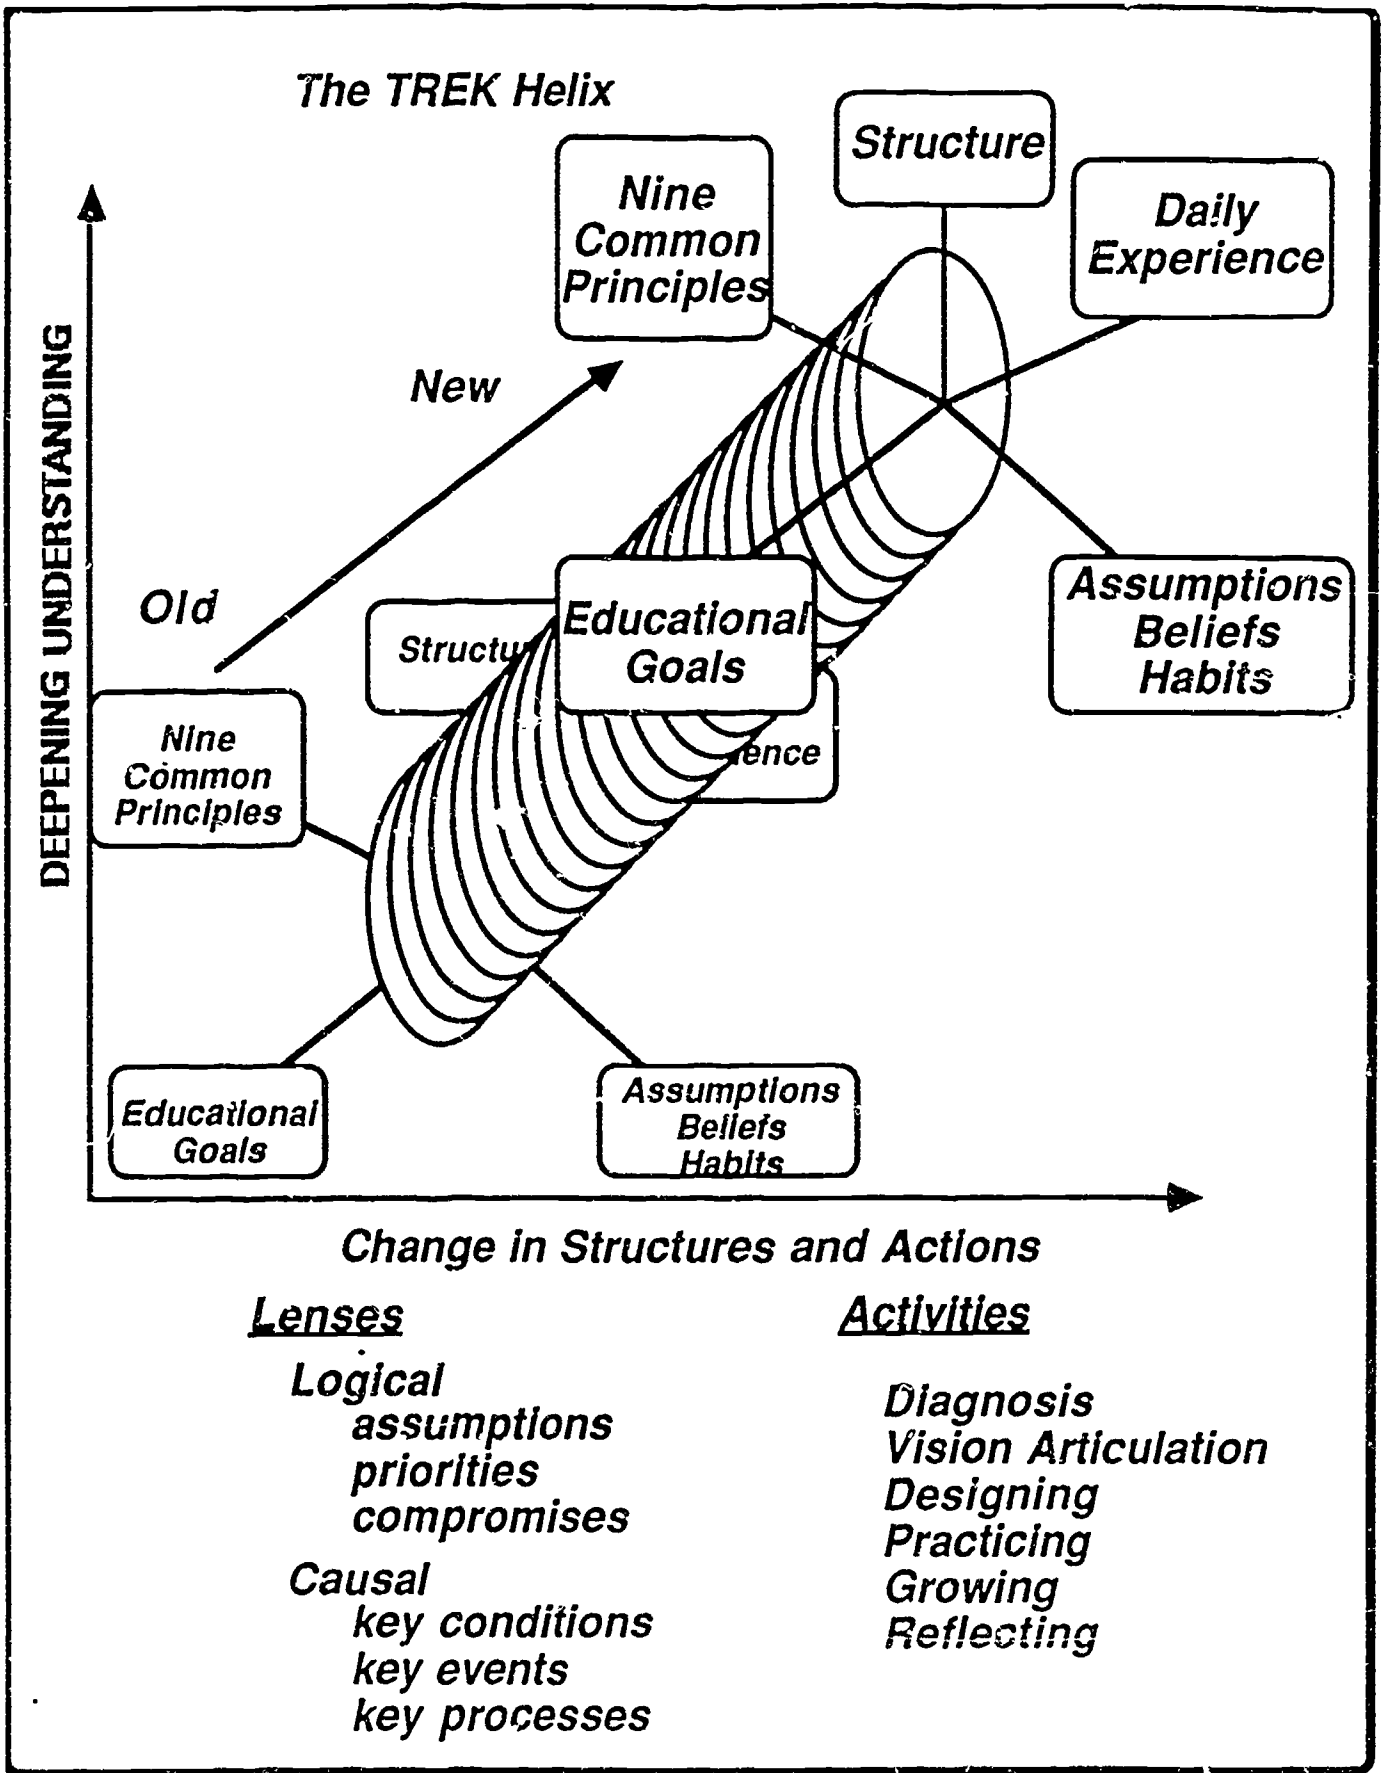 The TREK Helix
Structure
Nine
Common
Principles
Daily
Experience
DEEPENING UNDERSTANDING
New
Old
Educational
Goals
Assumptions
Beliefs
Habits
Structu
ence
Nine
Common
Principles
Educational
Goals
Assumptions
Beliefs
Habits
Change in Structures and Actions
Lenses
Logical
assumptions
priorities
compromises
Causal
key conditions
key events
key processes
Activities
Diagnosis
Vision Articulation
Designing
Practicing
Growing
Reflecting